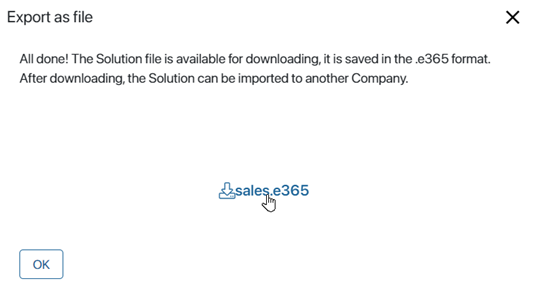 Export as file
All done! The Solution file is available for downloading, it is saved in the .e365 format.
After downloading, the Solution can be imported to another Company.
sales.e365
OK